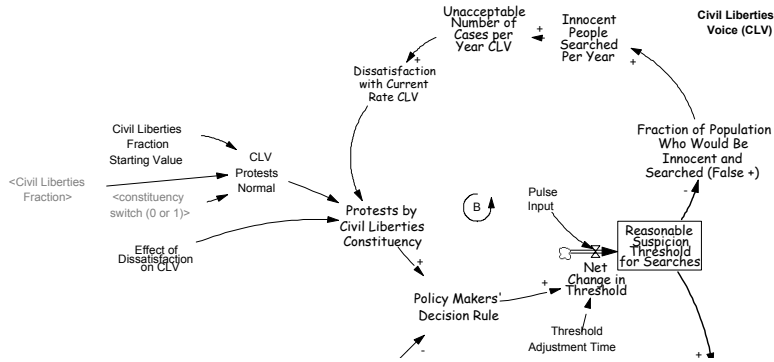 Civil Liberties
Voice (CLV)
Unacceptable
Number of
Cases per
Year CLV
+
Innocent
People
Searched
Per Year
+
+
Dissatisfaction
with Current
Rate CLV
Civil Liberties
Fraction
Starting Value
CLV
Protests
Normal
<Civil Liberties
Fraction>
<constituency
switch (0 or 1)>
Effect of
Dissatisfaction
on CLV
Protests by
Civil Liberties
Constituency
+
B
Pulse
Input
Fraction of Population
Who Would Be
Innocent and
Searched (False +)
-
Reasonable
Suspicion
Threshold
for Searches
Net
Change in
Threshold
+
Policy Makers'
Decision Rule
-
Threshold
Adjustment Time
+